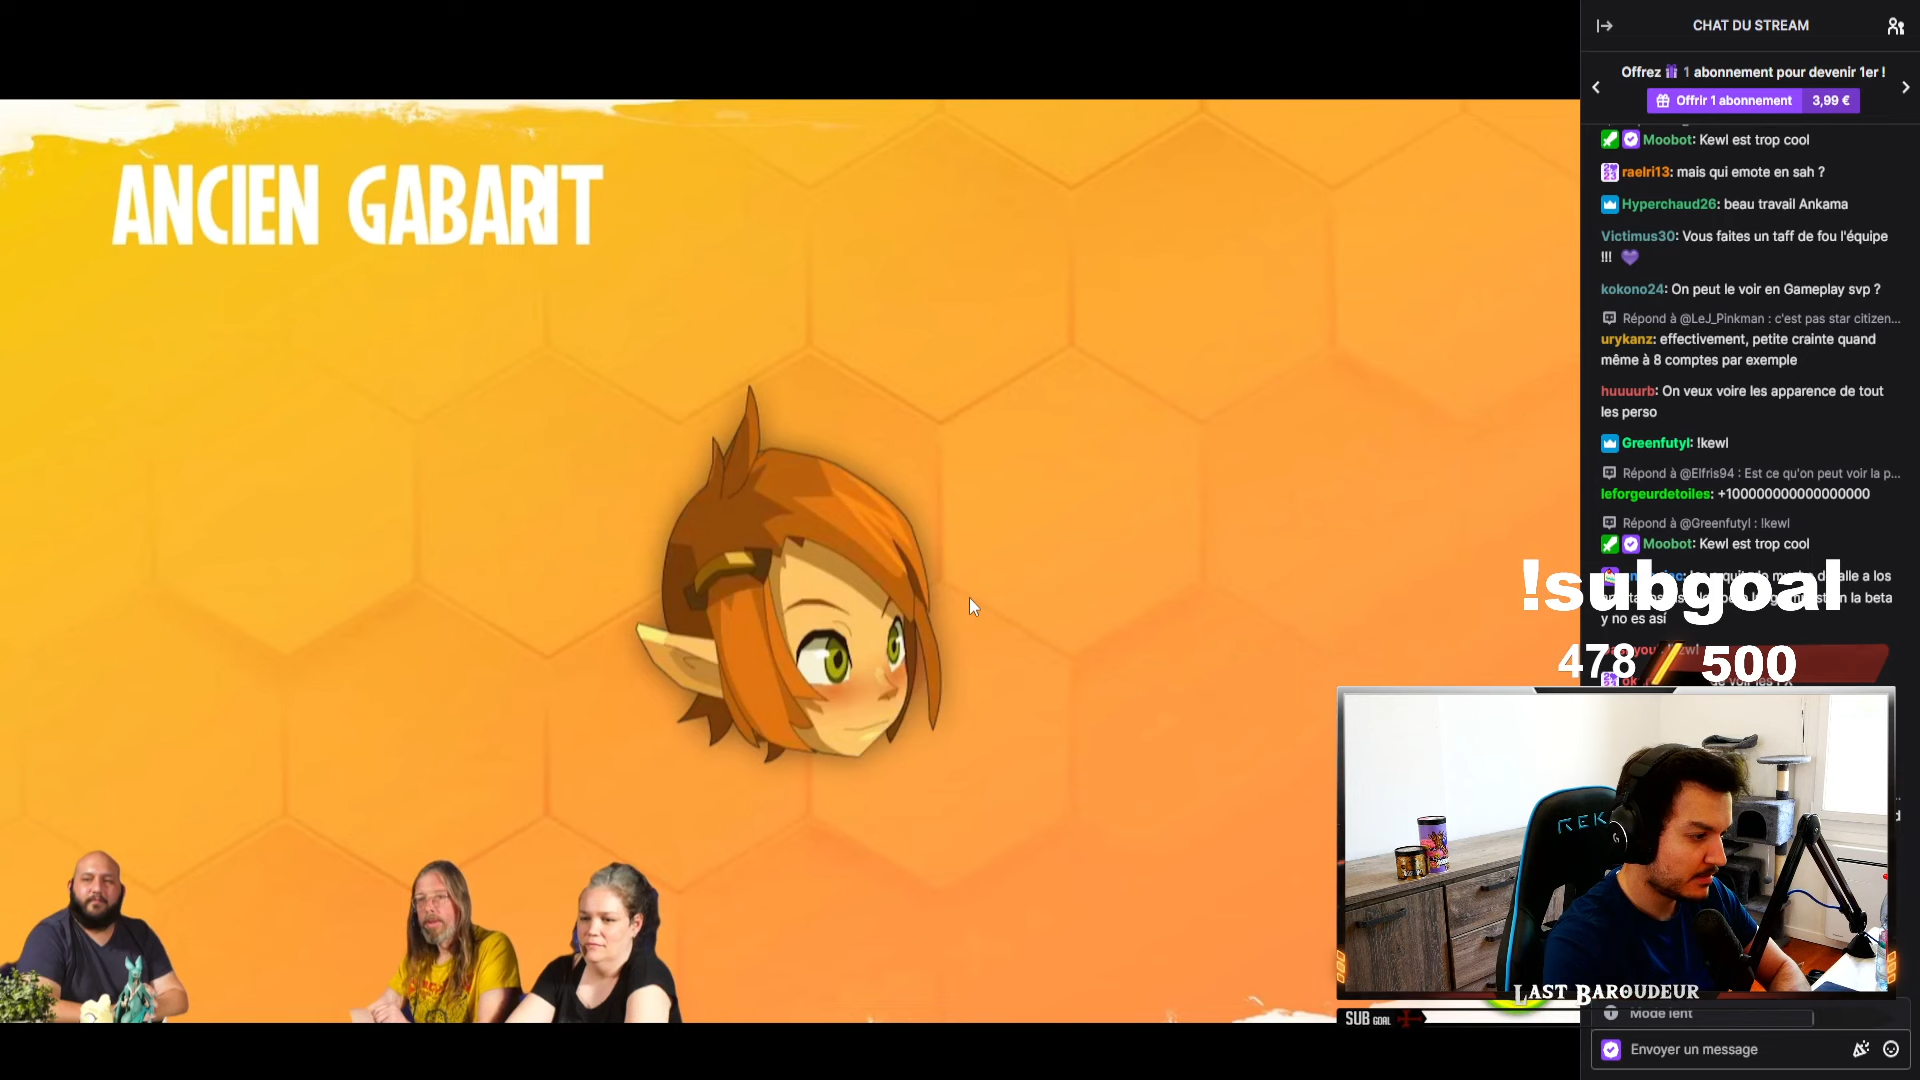 ANCIEN GABARIT
CHAT DU STREAM
Offrez 1 abonnement pour devenir 1er !
Offrir 1 abonnement 3,99 €
Moobot: Kewl est trop cool
raelri13: mais qui emote en sah ?
Hyperchaud26: beau travail Ankama
Victimus30: Vous faites un taff de fou l'équipe
!!!
kokono24: On peut le voir en Gameplay svp ?
Répond à @LeJ_Pinkman : c'est pas star citizen...
urykanz: effectivement, petite crainte quand
même à 8 comptes par exemple
huuuurb: On veux voire les apparence de tout
les perso
Greenfutyl: !kewl
Répond à @Elfris94 : Est ce qu'on peut voir la p...
leforgeurdetoiles: +100000000000000000
Répond à @Greenfutyl : !kewl
Moobot: Kewl est trop cool
a los
la beta
y no es asi
!subgoal
478 / 500
LAST BAROUDEUR
SUB GOAL
Mode lent
Envoyer un message